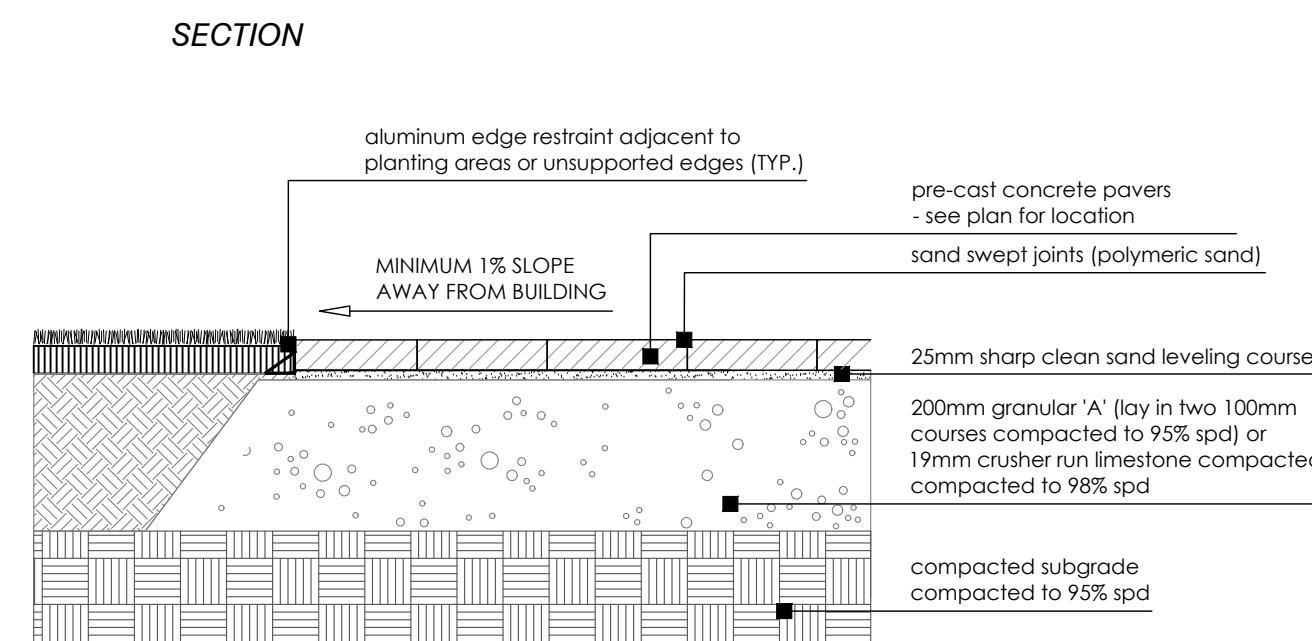 SECTION
aluminum edge restraint adjacent to
planting areas or unsupported edges (TYP.)
pre-cast concrete pavers
- see plan for location
sand swept joints (polymeric sand)
MINIMUM 1% SLOPE
AWAY FROM BUILDING
25mm sharp clean sand leveling course
200mm granular 'A' (lay in two 100mm
courses compacted to 95% spd) or
19mm crusher run limestone compacted
compacted to 98% spd
compacted subgrade
compacted to 95% spd